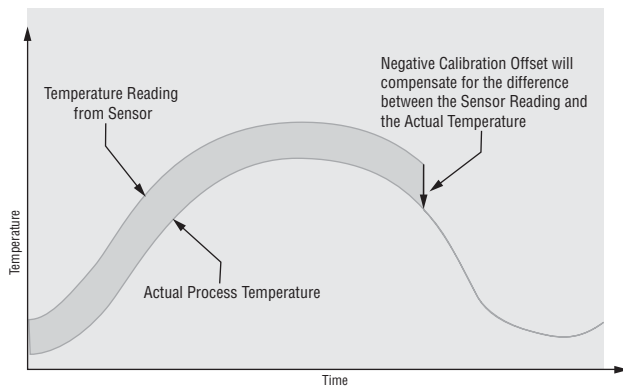 Negative Calibration Offset will
compensate for the difference
between the Sensor Reading and
the Actual Temperature
Temperature Reading
from Sensor
Temperature
Actual Process Temperature
Time